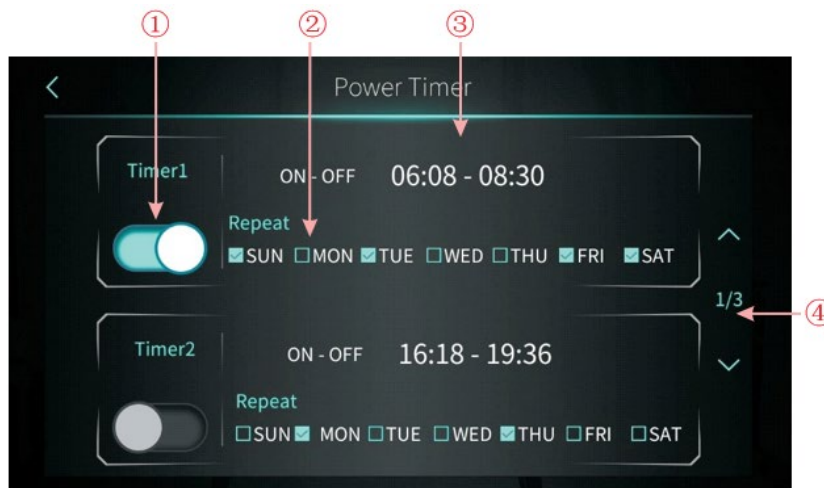 ① ② ③
Power Timer
Timer1 ON - OFF 06:08 - 08:30
Repeat
SUN MON TUE WED THU FRI SAT
1/3
④
Timer2 ON - OFF 16:18 - 19:36
Repeat
SUN MON TUE WED THU FRI SAT